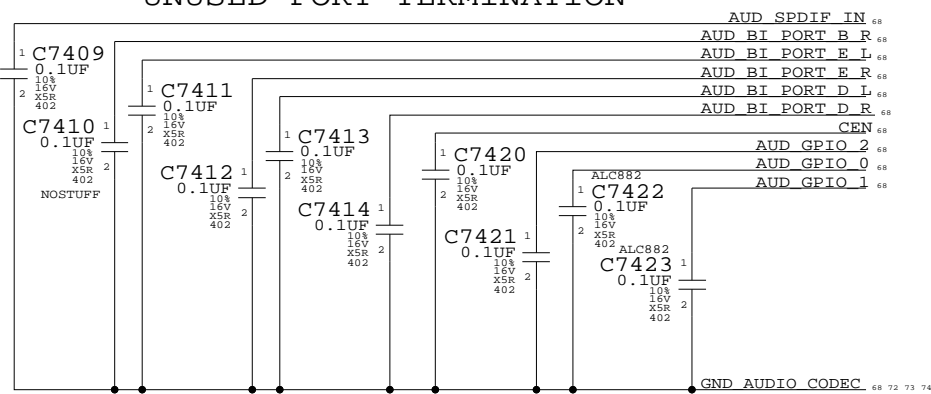 UNUSED PORT TERMINATION
AUD_SPDIF_IN 68
AUD_BI_PORT_B_R 68
AUD_BI_PORT_E_L 68
AUD_BI_PORT_E_R 68
AUD_BI_PORT_D_L 68
AUD_BI_PORT_D_R 68
CEN 68
AUD_GPIO_2 68
AUD_GPIO_0 68
AUD_GPIO_1 68
1 C7409
0.1UF
10%
16V
2 X5R
402
C7410 1
0.1UF
10%
16V
X5R 2
402
NOSTUFF
1 C7411
0.1UF
10%
16V
2 X5R
402
C7412 1
0.1UF
10%
16V
X5R 2
402
1 C7413
0.1UF
10%
16V
2 X5R
402
C7414 1
0.1UF
10%
16V
X5R 2
402
1 C7420
0.1UF
10%
16V
2 X5R
402
C7421 1
0.1UF
10%
16V
X5R 2
402
ALC882
1 C7422
0.1UF
10%
16V
2 X5R
402
ALC882
C7423 1
0.1UF
10%
16V
X5R 2
402
GND_AUDIO_CODEC 68 72 73 74